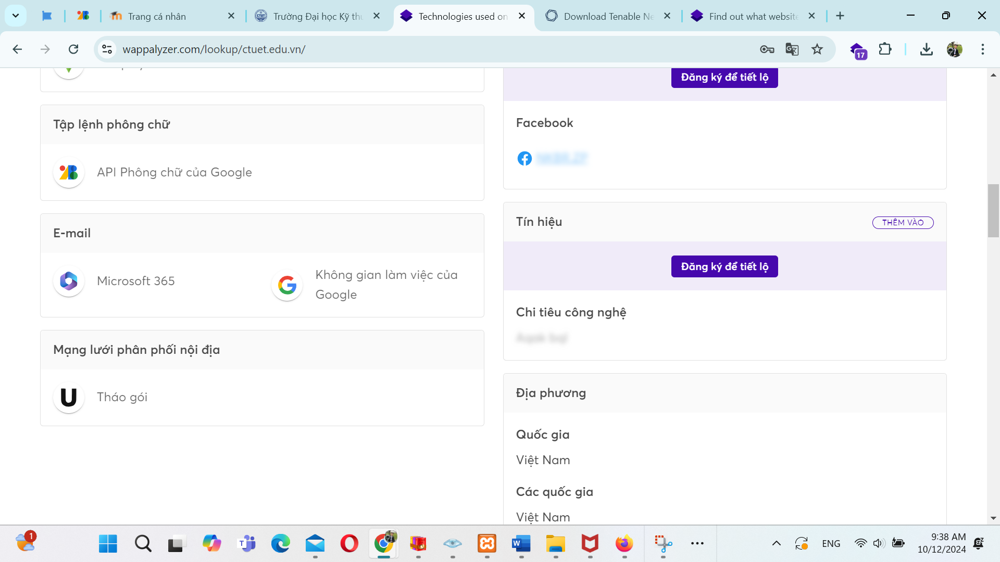 Trang cá nhân
Trường Đại học Kỹ thu
Technologies used on
Download Tenable Ne
Find out what website
wappalyzer.com/lookup/ctuet.edu.vn/
17
Tập lệnh phông chữ
API Phông chữ của Google
E-mail
Microsoft 365
Không gian làm việc của
Google
Mạng lưới phân phối nội địa
U
Tháo gói
Đăng ký để tiết lộ
Facebook
Tín hiệu
THÊM VÀO
Đăng ký để tiết lộ
Chi tiêu công nghệ
Địa phương
Quốc gia
Việt Nam
Các quốc gia
Việt Nam
1
ENG
9:38 AM
10/12/2024